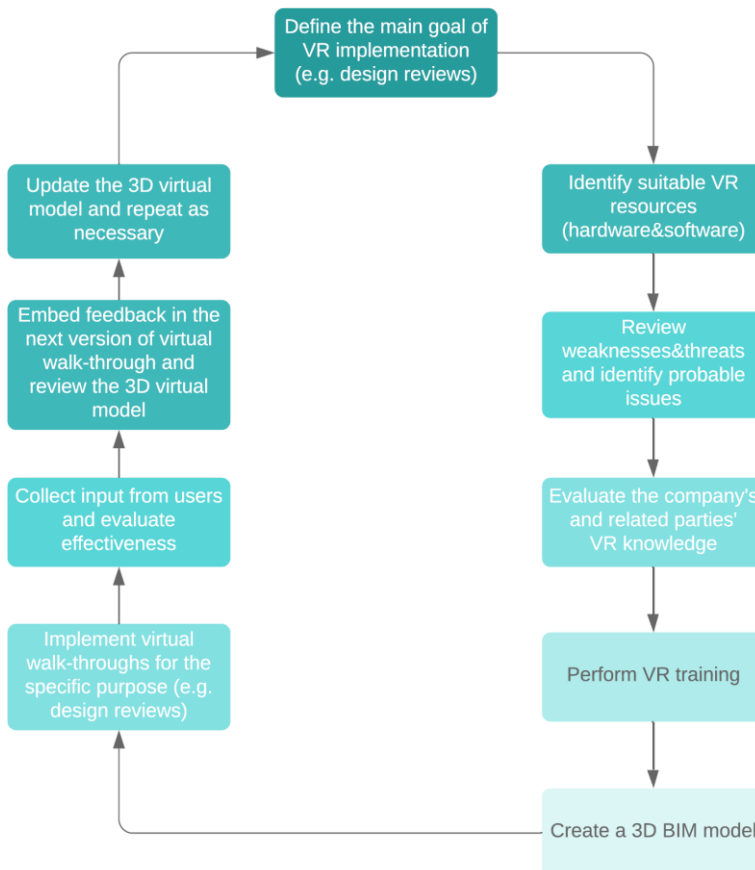 Define the main goal of
VR implementation
(e.g. design reviews)
Identify suitable VR
resources
(hardware&software)
Review
weaknesses&threats
and identify probable
issues
Evaluate the company's
and related parties'
VR knowledge
Perform VR training
Create a 3D BIM model
Implement virtual
walk-throughs for the
specific purpose (e.g.
design reviews)
Collect input from users
and evaluate
effectiveness
Embed feedback in the
next version of virtual
walk-through and
review the 3D virtual
model
Update the 3D virtual
model and repeat as
necessary